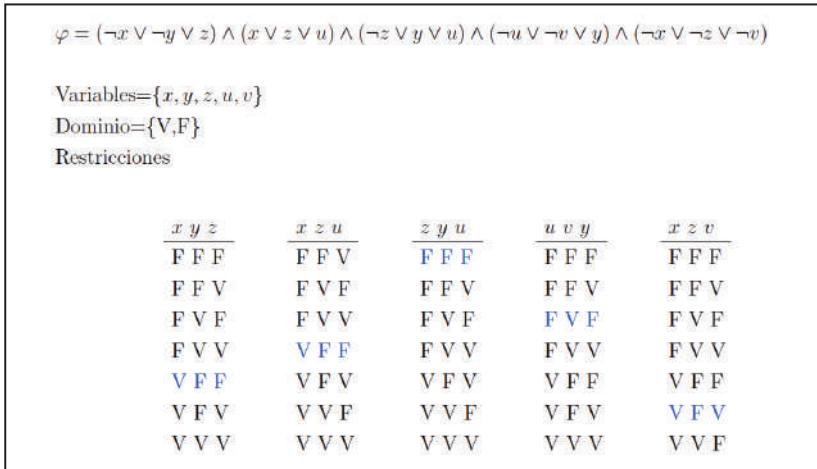 φ = (¬x ∨ ¬y ∨ z) ∧ (x ∨ z ∨ u) ∧ (¬z ∨ y ∨ u) ∧ (¬u ∨ ¬v ∨ y) ∧ (¬x ∨ ¬z ∨ ¬v)
Variables={x, y, z, u, v}
Dominio={V,F}
Restricciones
x y z x z u z y u u v y x z v
F F F F F V F F F F F F F F F
F F V F V F F F V F F V F F V
F V F F V V F V F F V F F V F
F V V V F F F V V F V V F V V
V F F V F V V F V V F F V F F
V F V V V F V V F V F V V F V
V V V V V V V V V V V V V V F